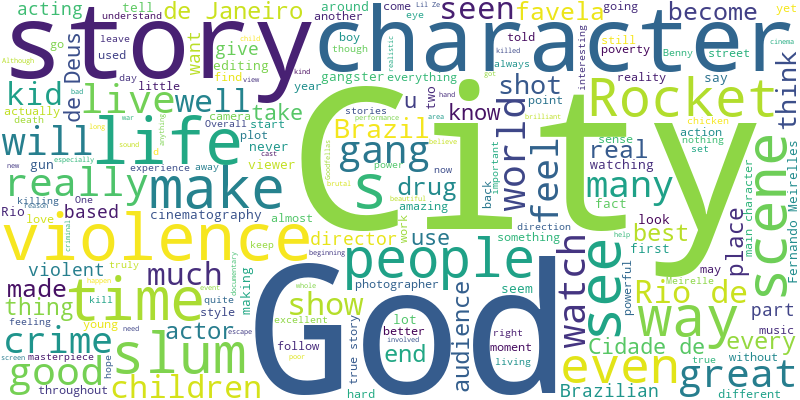 story
character
City
God
de Janeiro
seen
favela
become
acting
tell
want
give
around
another
boy
though
told
going
yet
come
eye
Lil Ze
understand
leave
used
go
editing
find
year
gangster
everything
always
killed
realistic
poverty
reality
Benny
street
say
still
interesting
cinema
think
kid
de Deus
live
well
day
little
actually
death
Although
bad
child
view
kind
shot
u
two
know
point
Rocket
action
chicken
nothing
set
sense
watching
fact
will
life
Overall
camera
take
start
plot
never
viewer
stories
Brazil
gang
s
drug
world
feel
real
many
place
look
best
first
scene
main character
Fernando Meirelles
really
make
gun
new
especially
war
sound
anything
experience
away
cast
Goodfellas
brutal
performance
area
hand
got
now
believe
power
beautiful
amazing
back
important
brilliant
killing
reason
One
Rio
love
based
cinematography
almost
violence
director
work
use
people
direction
something
watch
see
way
Rio de
Meirelle
help
powerful
may
part
music
violent
much
truly
keep
criminal
documentary
beginning
made
thing
time
happen
event
kill
quite
making
style
whole
show
photographer
seem
audience
crime
feeling
young
need
escape
slum
actor
excellent
true story
lot
better
follow
end
right
moment
involved
living
even
Cidade de
every
true
without
great
good
screen
masterpiece
hope
children
throughout
poor
hard
Brazilian
different